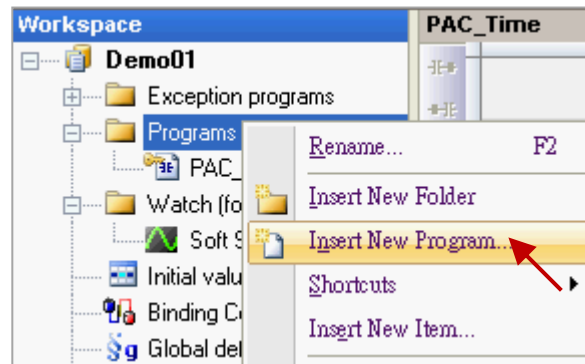 Workspace
PAC_Time
Demo01
Exception programs
Programs
Rename... F2
PAC_
Insert New Folder
Watch (fo
Insert New Program...
Soft S
Shortcuts
Initial valu
Insert New Item...
Binding Co
Global def